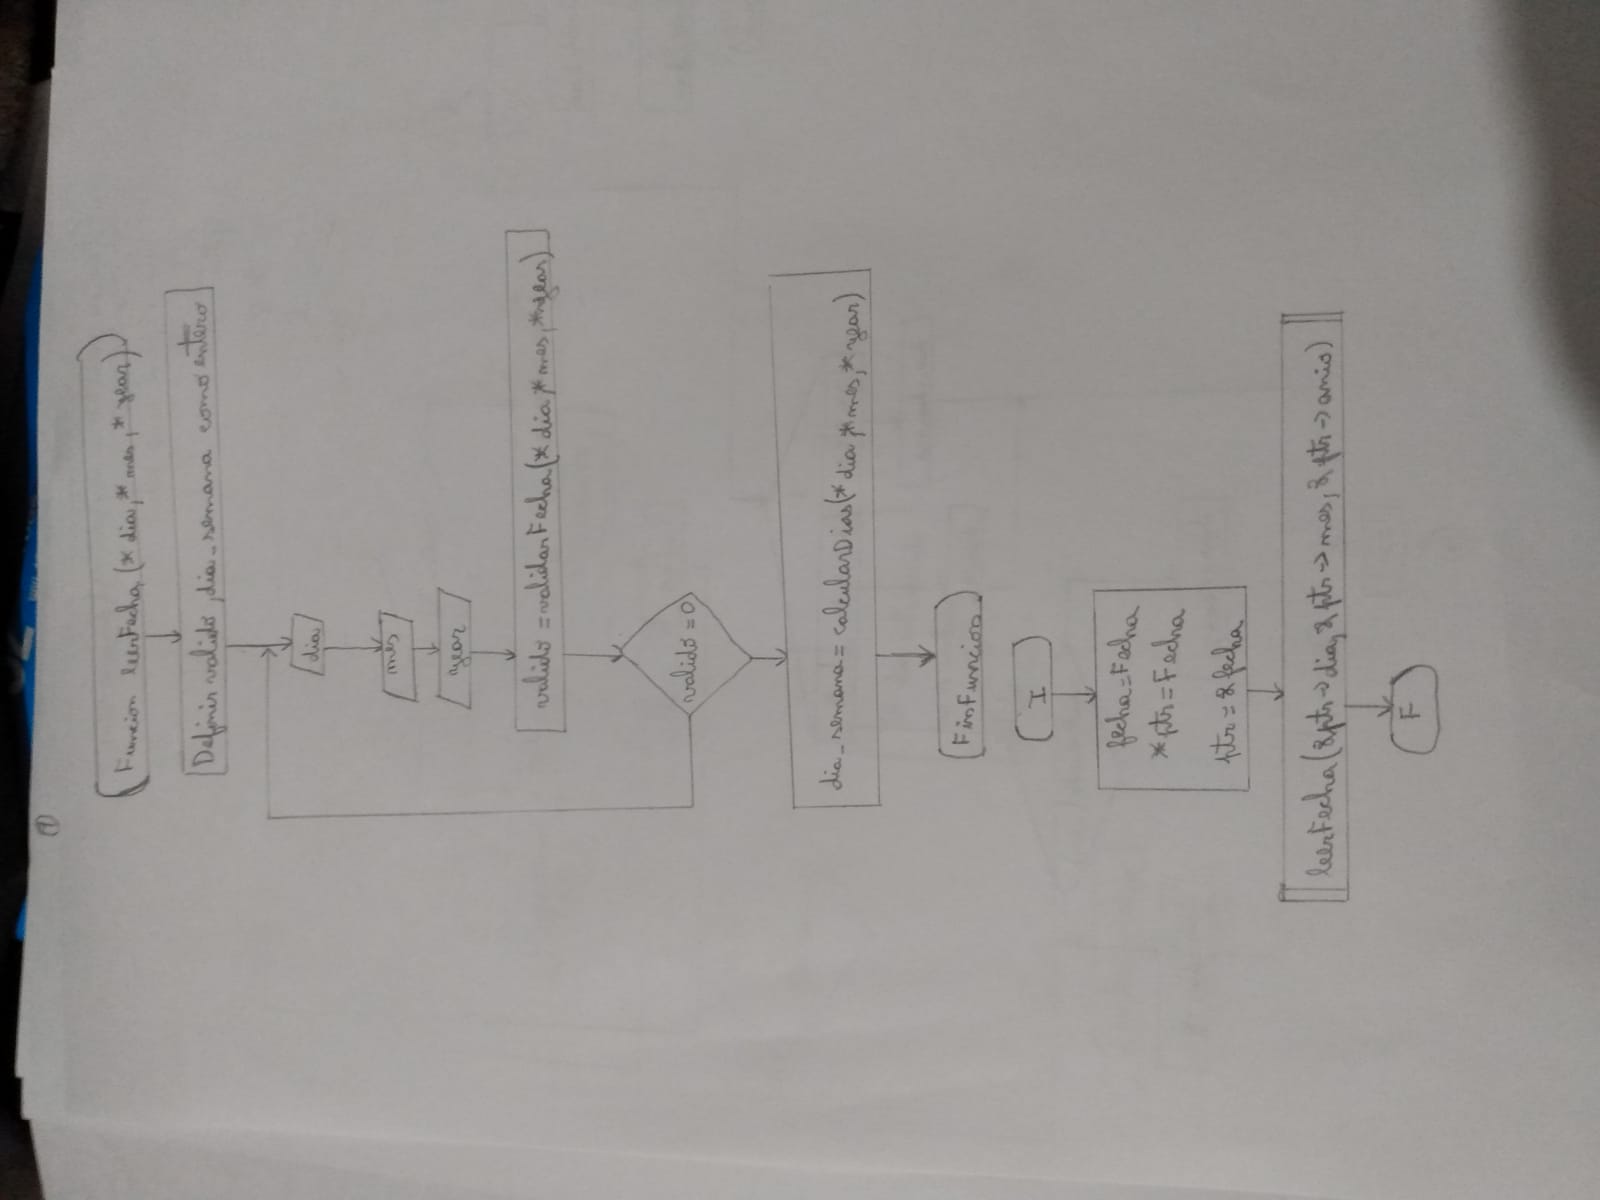 1
Funcion leerFecha (* dia, * mes, * year)
Definir valido, dia_semana como entero
dia
mes
year
valido = validarFecha(* dia, * mes, * year)
valido = 0
dia_semana = calcularDias(* dia, * mes, * year)
FinFuncion
I
fecha = Fecha
*ptr = Fecha
ptr = & fecha
leerFecha(&ptr->dia, & ptr->mes, & ptr->anio)
F